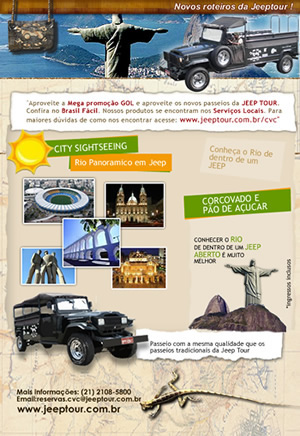 Novos roteiros da Jeeptour !
"Aproveite a Mega promoção GOL e aproveite os novos passeios da JEEP TOUR.
Confira no Brasil Fácil. Nossos produtos se encontram nos Serviços Locais. Para
maiores dúvidas de como nos encontrar acesse: www.jeeptour.com.br/cvc"
CITY SIGHTSEEING
Rio Panoramico em Jeep
Conheça o Rio de
dentro de um
JEEP
CORCOVADO E
PÃO DE AÇUCAR
CONHECER O RIO
DE DENTRO DE UM JEEP
ABERTO É MUITO
MELHOR
*ingressos inclusos
Passeio com a mesma qualidade que os
passeios tradicionais da Jeep Tour
Mais Informações: (21) 2108-5800
Email:reservas.cvc@jeeptour.com.br
www.jeeptour.com.br